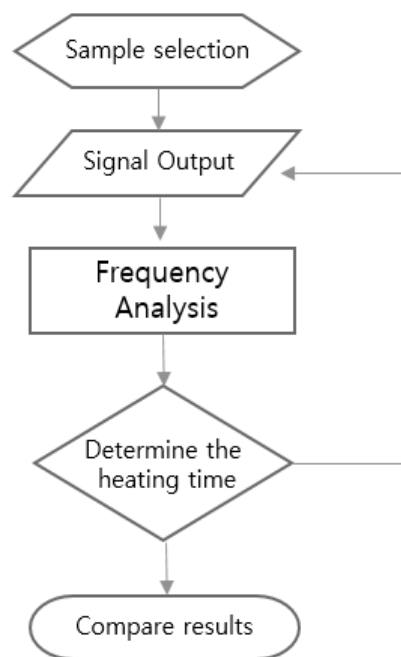 Sample selection
Signal Output
Frequency
Analysis
Determine the
heating time
Compare results